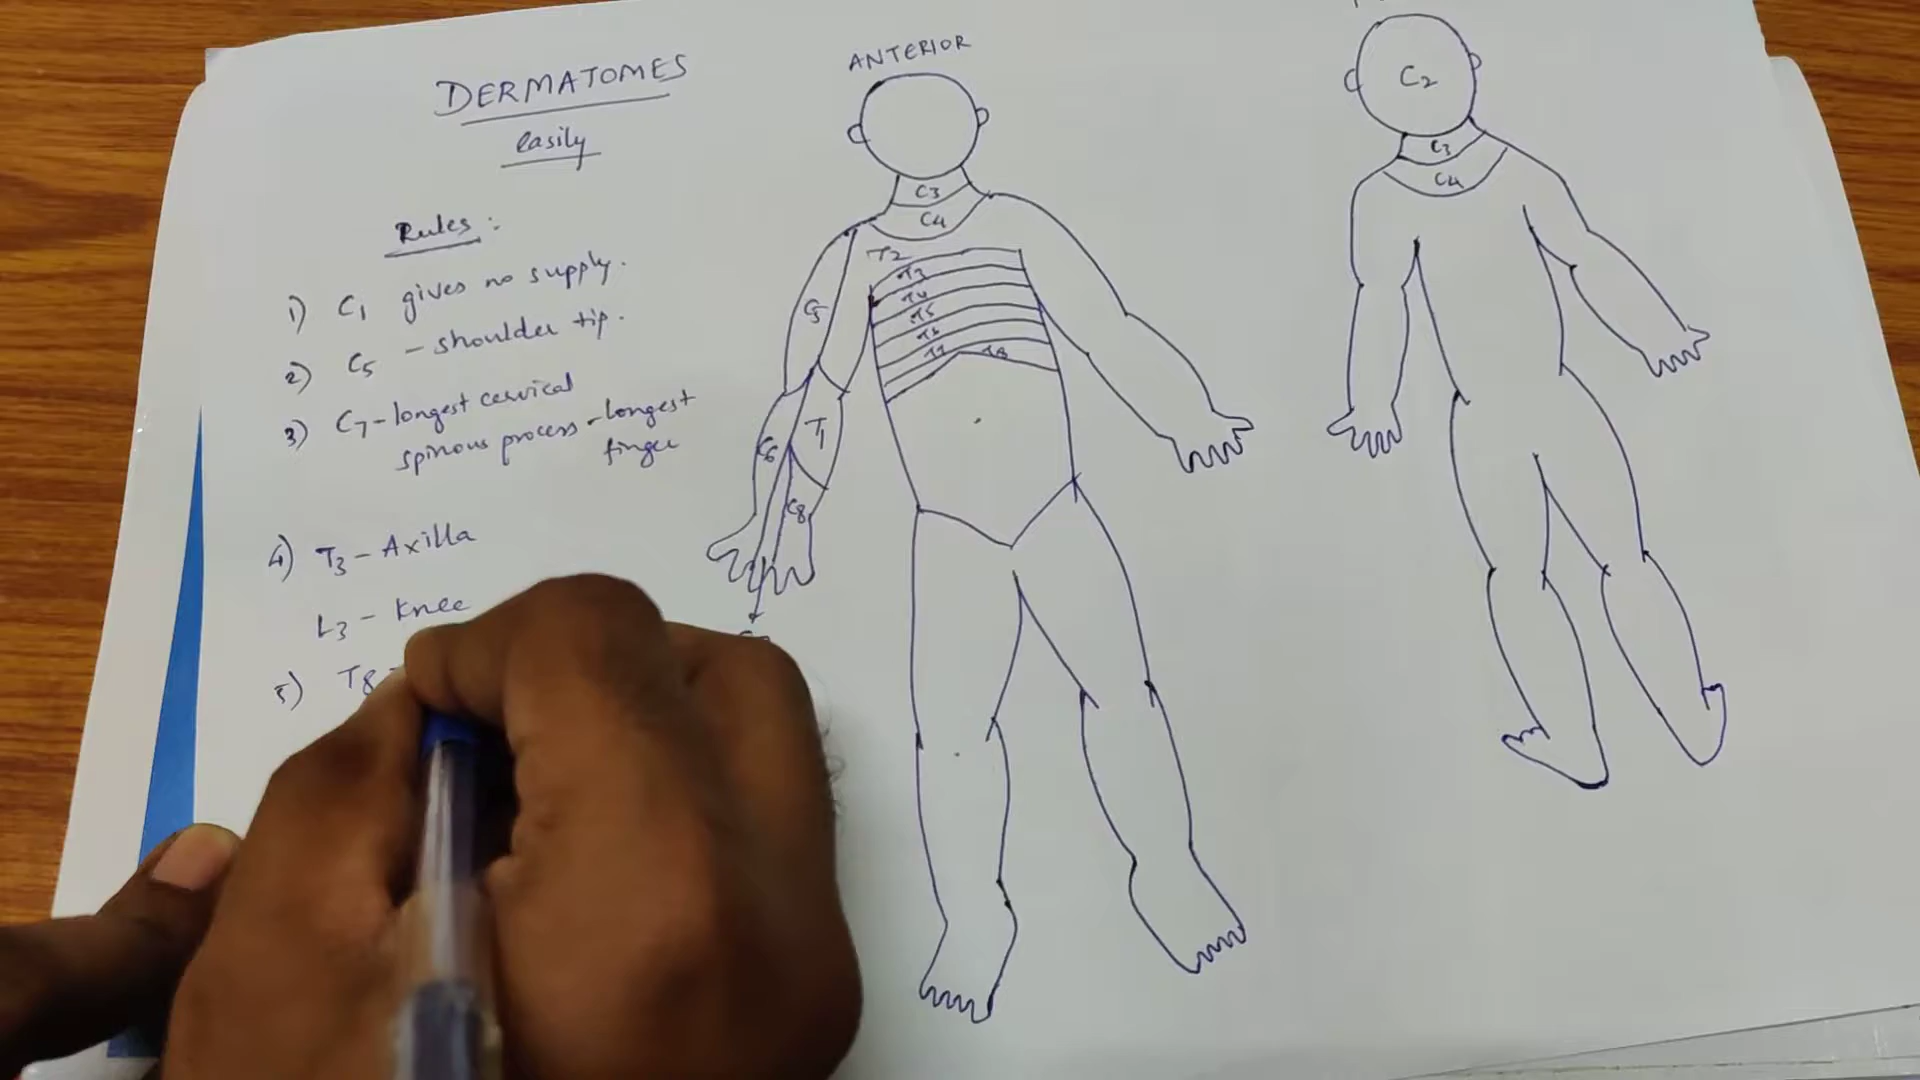 DERMATOMES
easily
Rules :
1) C1 gives no supply.
2) C5 - shoulder tip.
3) C7 - longest cervical
spinous process - longest
finger
4) T3 - Axilla
L3 - Knee
5) T8 -
ANTERIOR
C3
C4
T2
T3
T4
T5
T6
T7 T8
C5
C6
T1
C8
C2
C3
C4